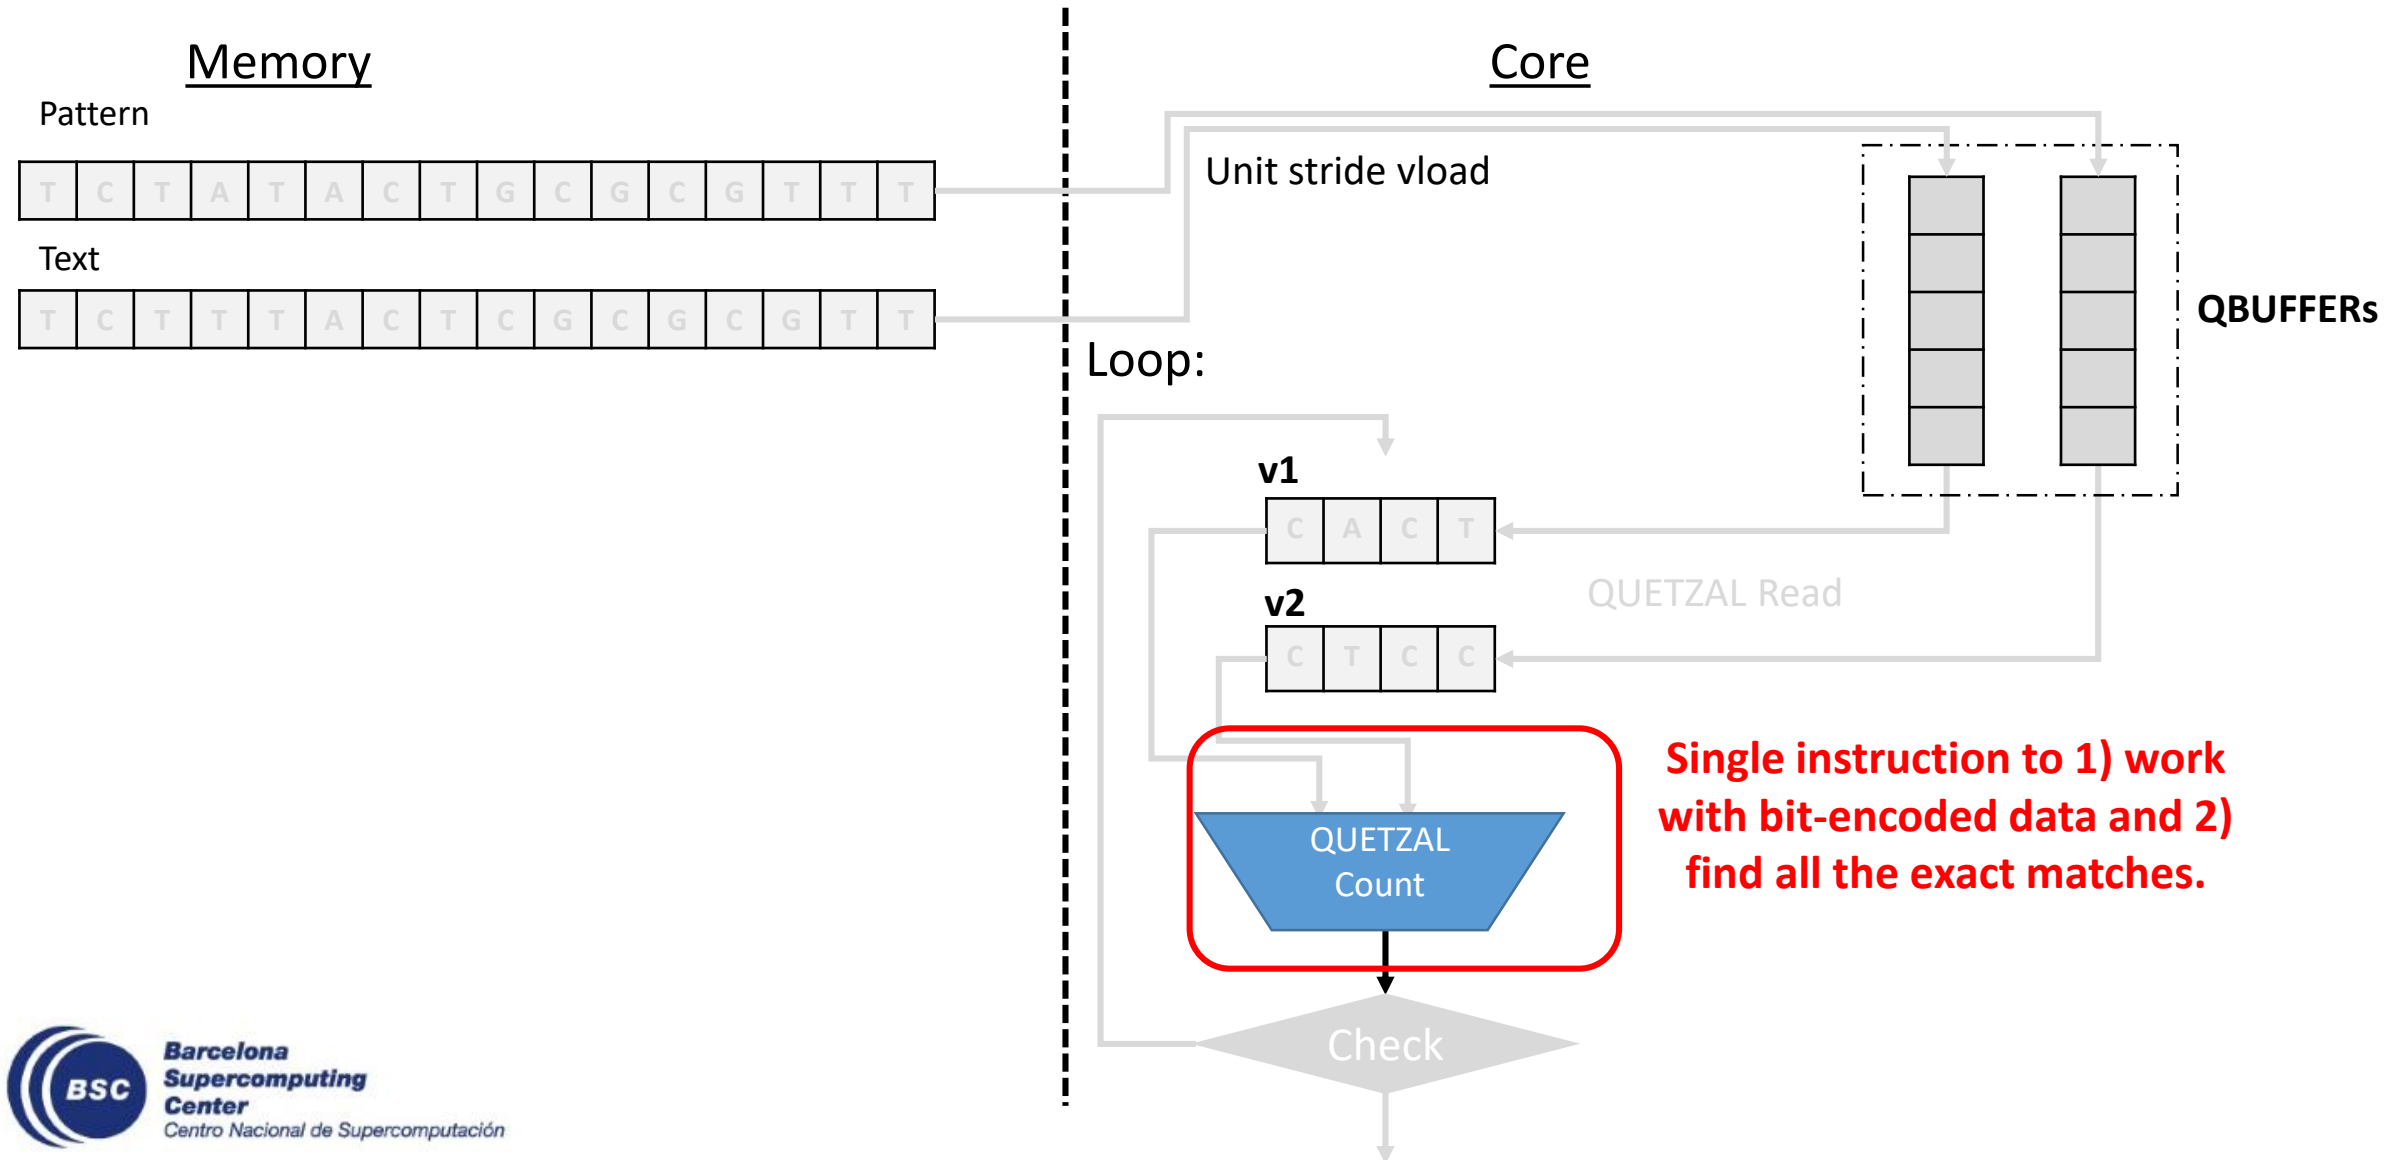 Memory
Core
Pattern
T C T A T A C T G C G C G T T T
Unit stride vload
Text
T C T T T A C T C G C G C G T T
QBUFFERs
Loop:
v1
C A C T
QUETZAL Read
v2
C T C C
Single instruction to 1) work
with bit-encoded data and 2)
find all the exact matches.
QUETZAL
Count
Check
BSC
Barcelona
Supercomputing
Center
Centro Nacional de Supercomputación